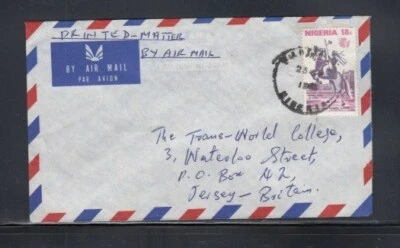 PRINTED-MATTER
BY AIR MAIL
BY AIR MAIL
PAR AVION
NIGERIA 18k
NIGERIA
The Trans-World College,
3, Waterloo Street,
P.O. Box 42,
Jersey-Britain.